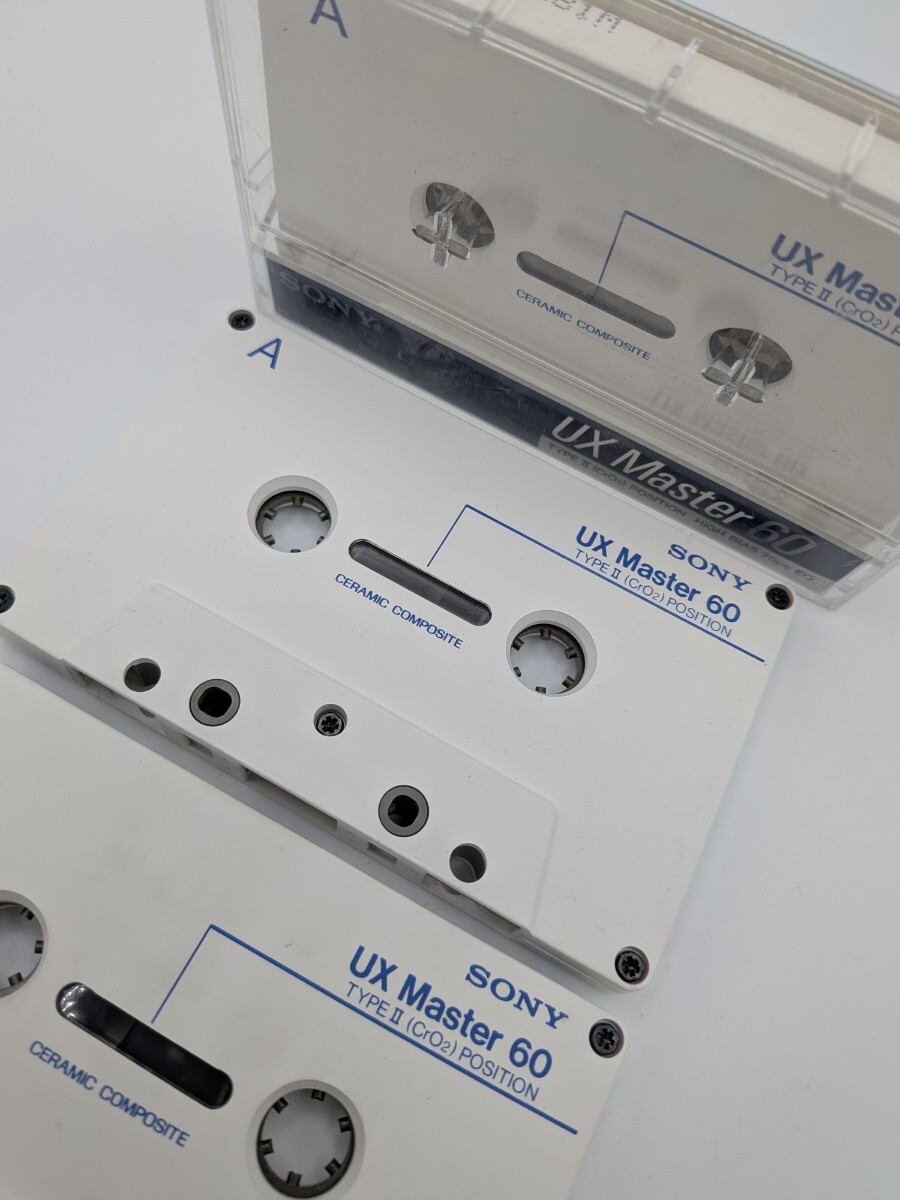 A
UX Mas
TYPE II (CrO2) P
CERAMIC COMPOSITE
SONY
UX Master 60
TYPE II (CrO2) POSITION HIGH BIAS 70μs EQ
A
SONY
UX Master 60
TYPE II (CrO2) POSITION
CERAMIC COMPOSITE
SONY
UX Master 60
TYPE II (CrO2) POSITION
CERAMIC COMPOSITE